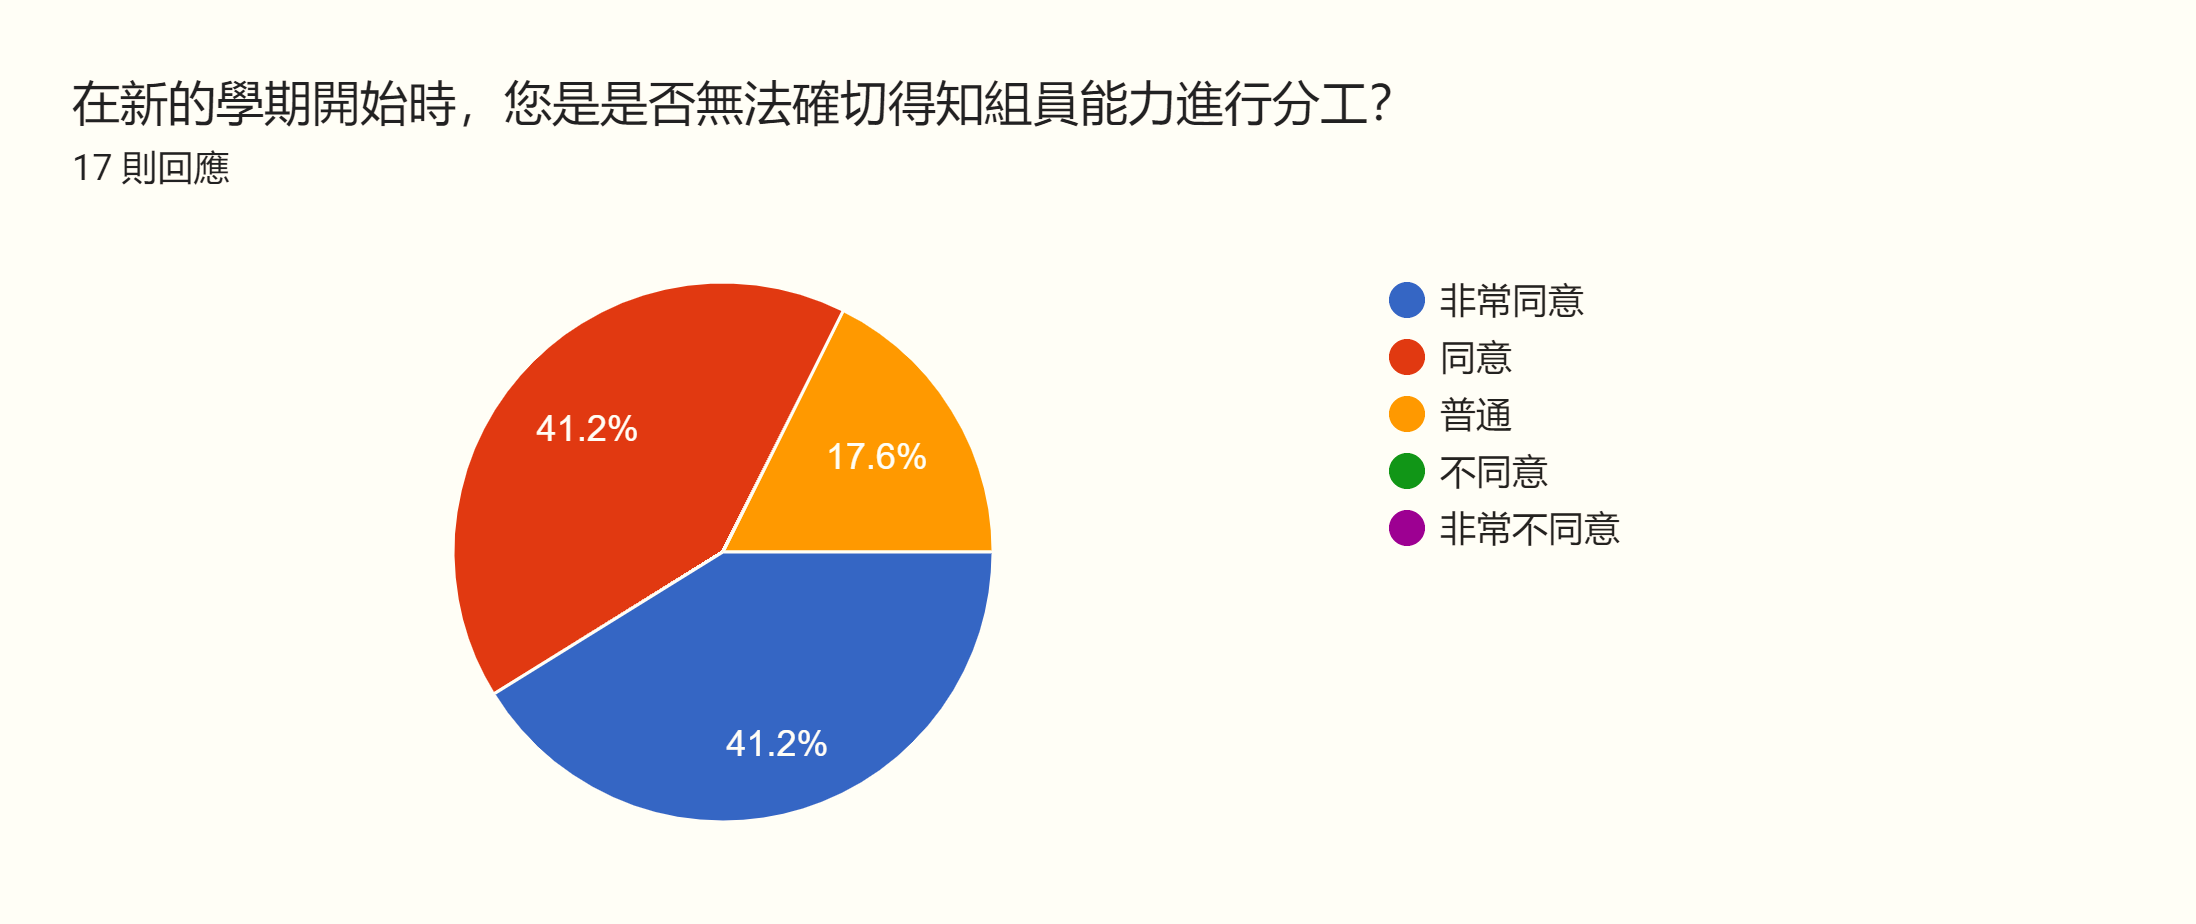 在新的學期開始時，您是是否無法確切得知組員能力進行分工？
17 則回應
41.2%
17.6%
41.2%
非常同意
同意
普通
不同意
非常不同意